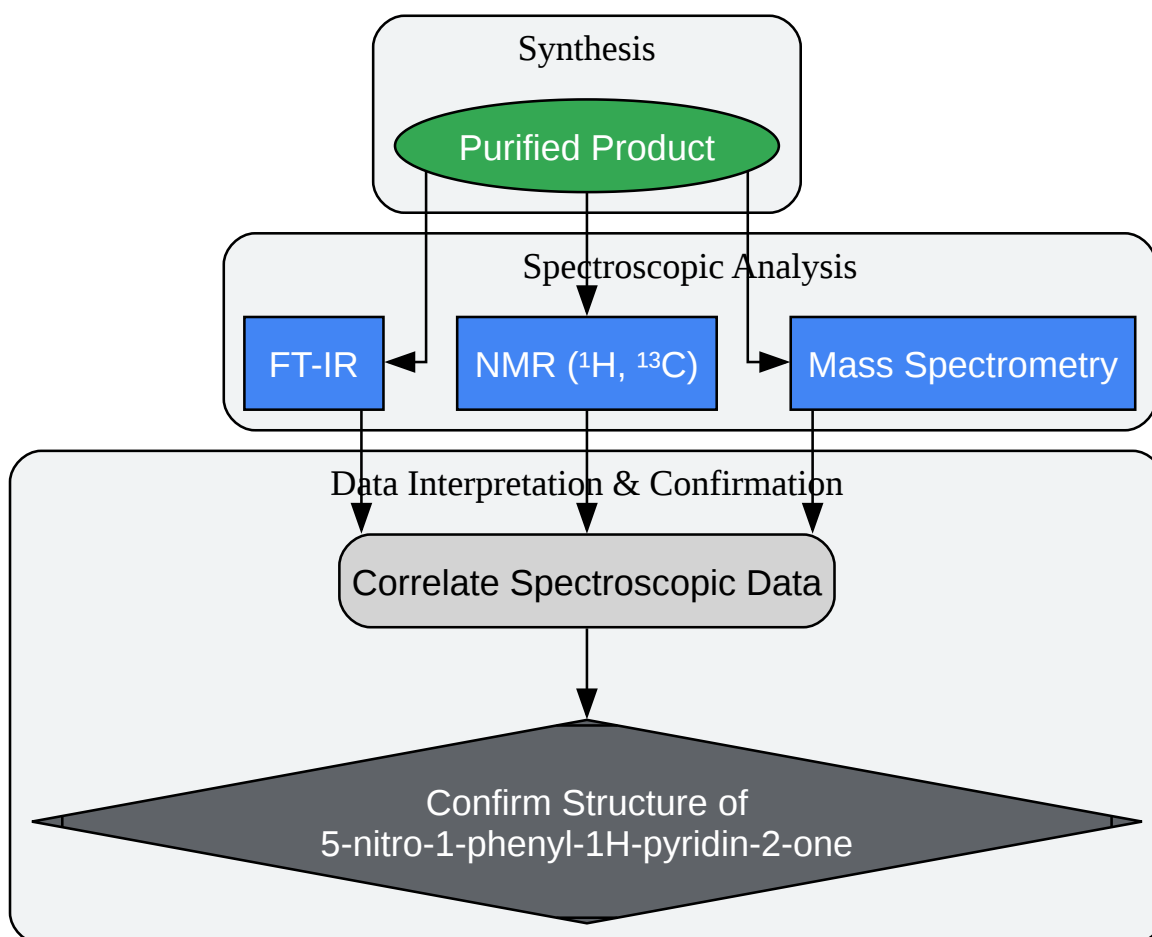 Synthesis
Purified Product
Spectroscopic Analysis
FT-IR
NMR (¹H, ¹³C)
Mass Spectrometry
Data Interpretation & Confirmation
Correlate Spectroscopic Data
Confirm Structure of
5-nitro-1-phenyl-1H-pyridin-2-one